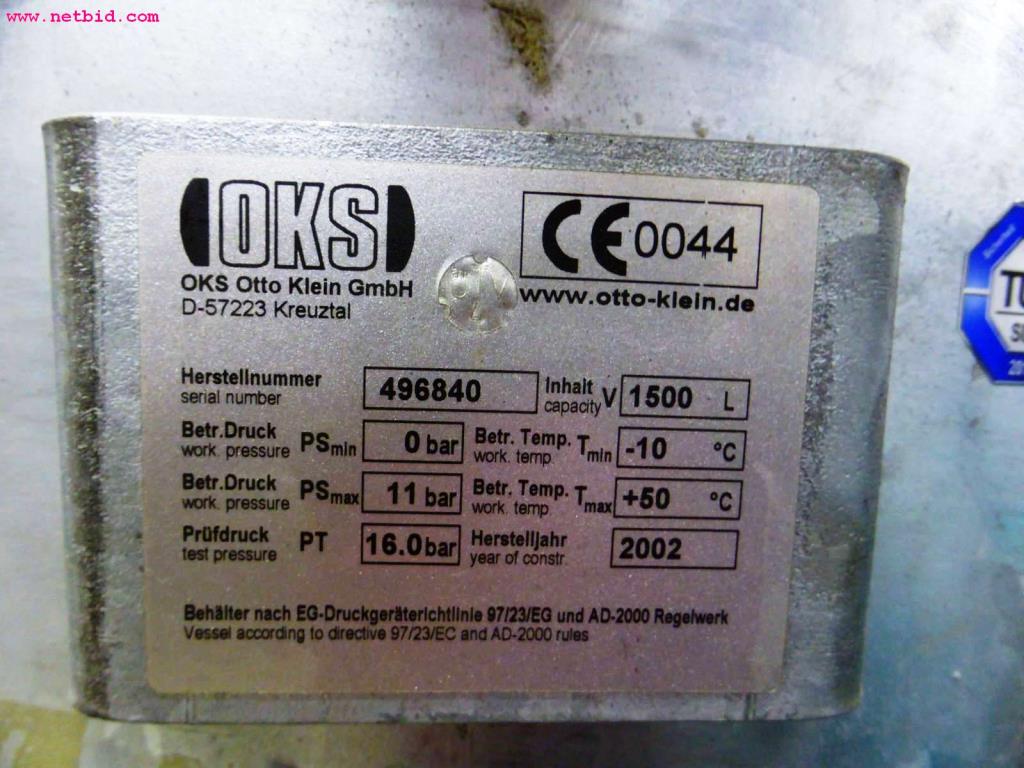 www.netbid.com
OKS
CE 0044
OKS Otto Klein GmbH
D-57223 Kreuztal
www.otto-klein.de
Herstellnummer
serial number
496840
Inhalt
capacity
V
1500 L
Betr.Druck
work. pressure
PSmin
0 bar
Betr. Temp.
work. temp.
Tmin
-10 °C
Betr.Druck
work. pressure
PSmax
11 bar
Betr. Temp.
work. temp
Tmax
+50 °C
Prüfdruck
test pressure
PT
16.0bar
Herstelljahr
year of constr.
2002
Behälter nach EG-Druckgeräterichtlinie 97/23/EG und AD-2000 Regelwerk
Vessel according to directive 97/23/EC and AD-2000 rules